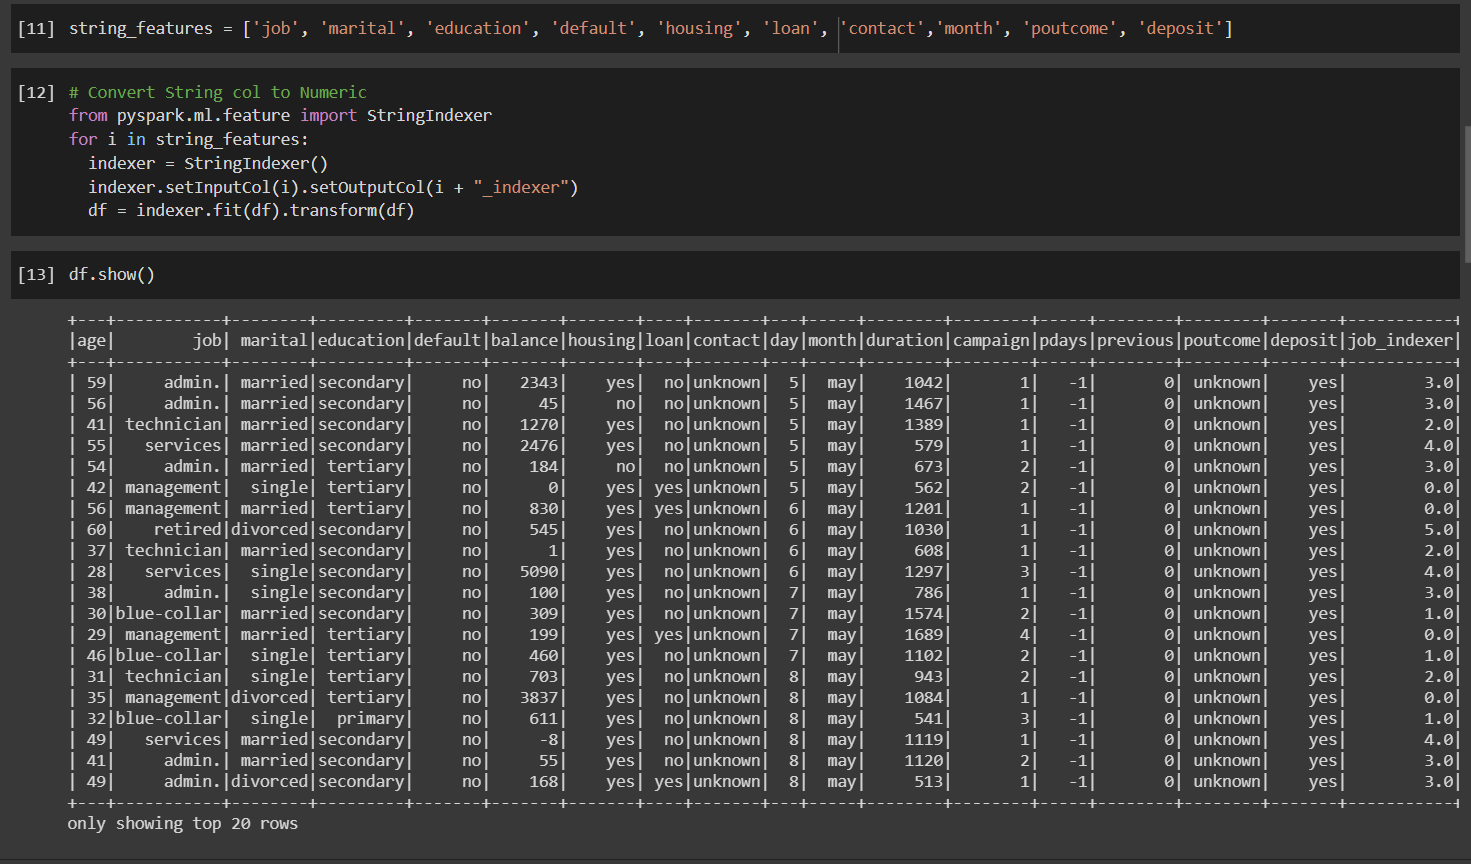 [11] string_features = ['job', 'marital', 'education', 'default', 'housing', 'loan', 'contact','month', 'poutcome', 'deposit']
[12] # Convert String col to Numeric
from pyspark.ml.feature import StringIndexer
for i in string_features:
  indexer = StringIndexer()
  indexer.setInputCol(i).setOutputCol(i + "_indexer")
  df = indexer.fit(df).transform(df)
[13] df.show()
+---+-----------+--------+---------+-------+-------+-------+----+-------+---+-----+--------+--------+-----+--------+--------+-------+-----------+
|age|        job| marital|education|default|balance|housing|loan|contact|day|month|duration|campaign|pdays|previous|poutcome|deposit|job_indexer|
+---+-----------+--------+---------+-------+-------+-------+----+-------+---+-----+--------+--------+-----+--------+--------+-------+-----------+
| 59|     admin.| married|secondary|     no|   2343|    yes|  no|unknown|  5|  may|    1042|       1|   -1|       0| unknown|    yes|        3.0|
| 56|     admin.| married|secondary|     no|     45|     no|  no|unknown|  5|  may|    1467|       1|   -1|       0| unknown|    yes|        3.0|
| 41| technician| married|secondary|     no|   1270|    yes|  no|unknown|  5|  may|    1389|       1|   -1|       0| unknown|    yes|        2.0|
| 55|   services| married|secondary|     no|   2476|    yes|  no|unknown|  5|  may|     579|       1|   -1|       0| unknown|    yes|        4.0|
| 54|     admin.| married| tertiary|     no|    184|     no|  no|unknown|  5|  may|     673|       2|   -1|       0| unknown|    yes|        3.0|
| 42| management|  single| tertiary|     no|      0|    yes| yes|unknown|  5|  may|     562|       2|   -1|       0| unknown|    yes|        0.0|
| 56| management| married| tertiary|     no|    830|    yes| yes|unknown|  6|  may|    1201|       1|   -1|       0| unknown|    yes|        0.0|
| 60|    retired|divorced|secondary|     no|    545|    yes|  no|unknown|  6|  may|    1030|       1|   -1|       0| unknown|    yes|        5.0|
| 37| technician| married|secondary|     no|      1|    yes|  no|unknown|  6|  may|     608|       1|   -1|       0| unknown|    yes|        2.0|
| 28|   services|  single|secondary|     no|   5090|    yes|  no|unknown|  6|  may|    1297|       3|   -1|       0| unknown|    yes|        4.0|
| 38|     admin.|  single|secondary|     no|    100|    yes|  no|unknown|  7|  may|     786|       1|   -1|       0| unknown|    yes|        3.0|
| 30|blue-collar| married|secondary|     no|    309|    yes|  no|unknown|  7|  may|    1574|       2|   -1|       0| unknown|    yes|        1.0|
| 29| management| married| tertiary|     no|    199|    yes| yes|unknown|  7|  may|    1689|       4|   -1|       0| unknown|    yes|        0.0|
| 46|blue-collar|  single| tertiary|     no|    460|    yes|  no|unknown|  7|  may|    1102|       2|   -1|       0| unknown|    yes|        1.0|
| 31| technician|  single| tertiary|     no|    703|    yes|  no|unknown|  8|  may|     943|       2|   -1|       0| unknown|    yes|        2.0|
| 35| management|divorced| tertiary|     no|   3837|    yes|  no|unknown|  8|  may|    1084|       1|   -1|       0| unknown|    yes|        0.0|
| 32|blue-collar|  single|  primary|     no|    611|    yes|  no|unknown|  8|  may|     541|       3|   -1|       0| unknown|    yes|        1.0|
| 49|   services| married|secondary|     no|     -8|    yes|  no|unknown|  8|  may|    1119|       1|   -1|       0| unknown|    yes|        4.0|
| 41|     admin.| married|secondary|     no|     55|    yes|  no|unknown|  8|  may|    1120|       2|   -1|       0| unknown|    yes|        3.0|
| 49|     admin.|divorced|secondary|     no|    168|    yes| yes|unknown|  8|  may|     513|       1|   -1|       0| unknown|    yes|        3.0|
+---+-----------+--------+---------+-------+-------+-------+----+-------+---+-----+--------+--------+-----+--------+--------+-------+-----------+
only showing top 20 rows